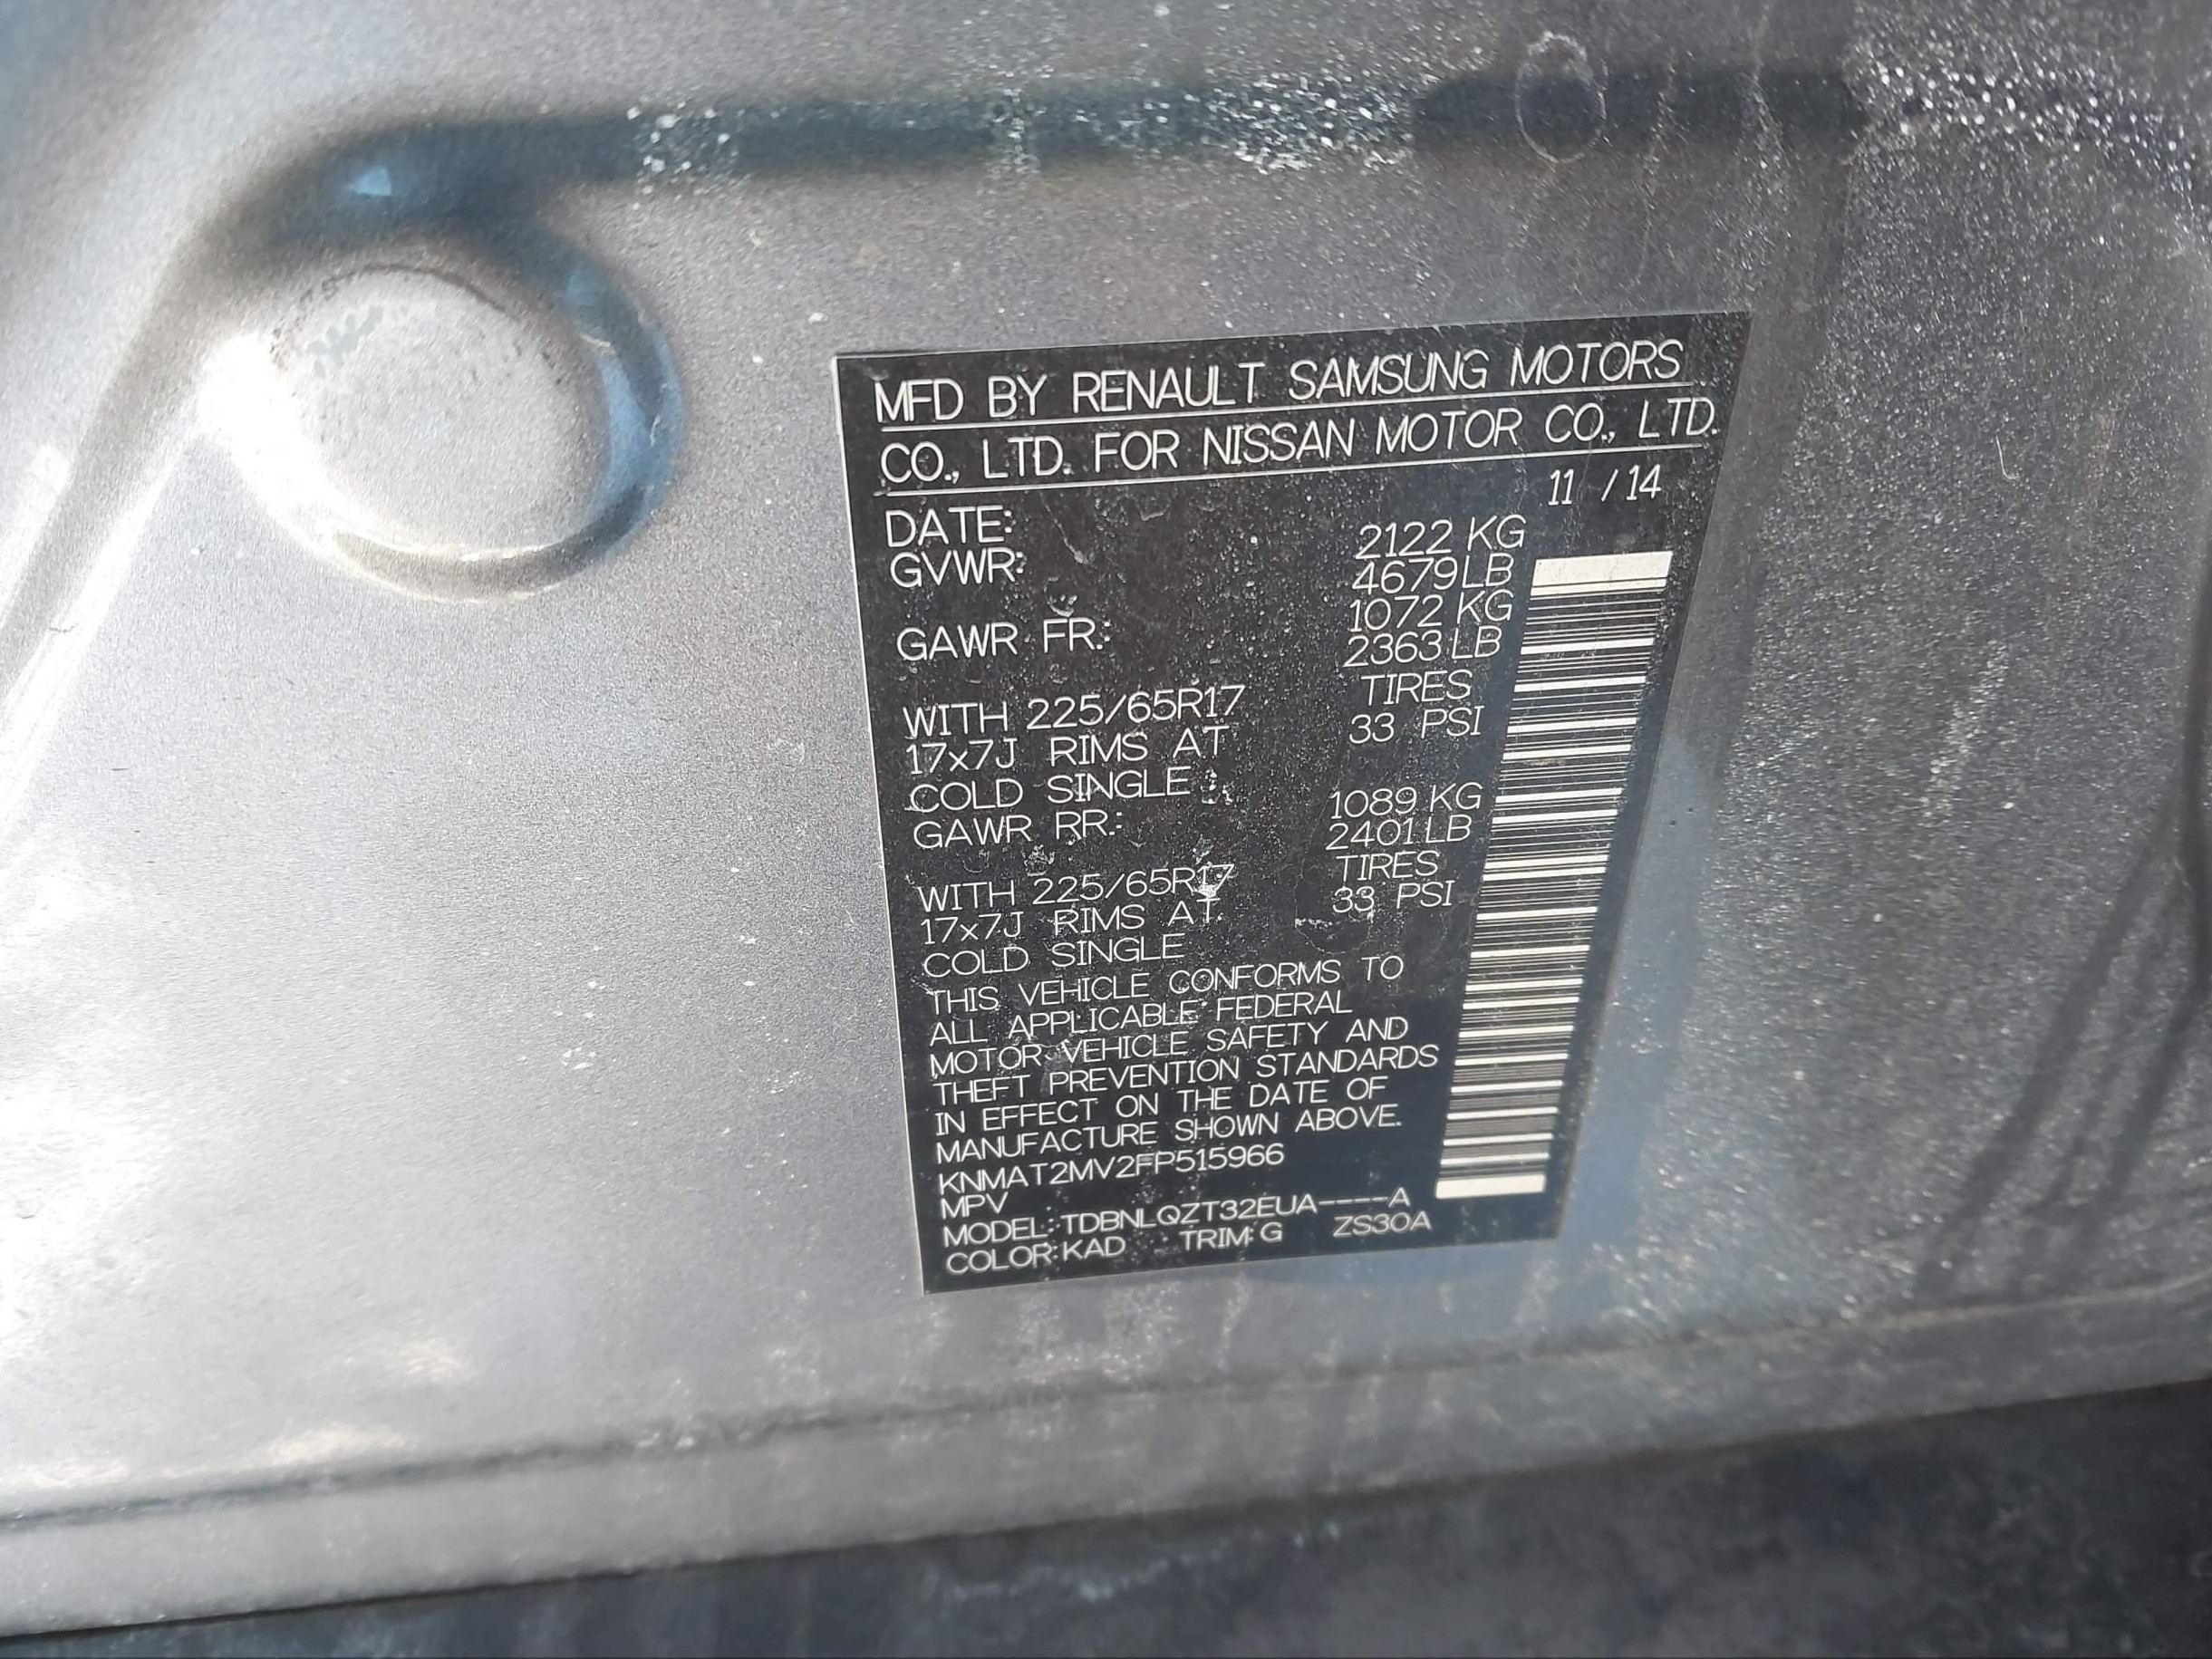 MFD BY RENAULT SAMSUNG MOTORS
CO., LTD. FOR NISSAN MOTOR CO., LTD.
DATE: 11 / 14
GVWR: 2122 KG
4679 LB
GAWR FR.: 1072 KG
2363 LB
WITH 225/65R17 TIRES
17x7J RIMS AT 33 PSI
COLD SINGLE
GAWR RR.: 1089 KG
2401 LB
WITH 225/65R17 TIRES
17x7J RIMS AT 33 PSI
COLD SINGLE
THIS VEHICLE CONFORMS TO
ALL APPLICABLE FEDERAL
MOTOR VEHICLE SAFETY AND
THEFT PREVENTION STANDARDS
IN EFFECT ON THE DATE OF
MANUFACTURE SHOWN ABOVE.
KNMAT2MV2FP515966
MPV
MODEL: TDBNLQZT32EUA----A
COLOR: KAD TRIM: G ZS30A